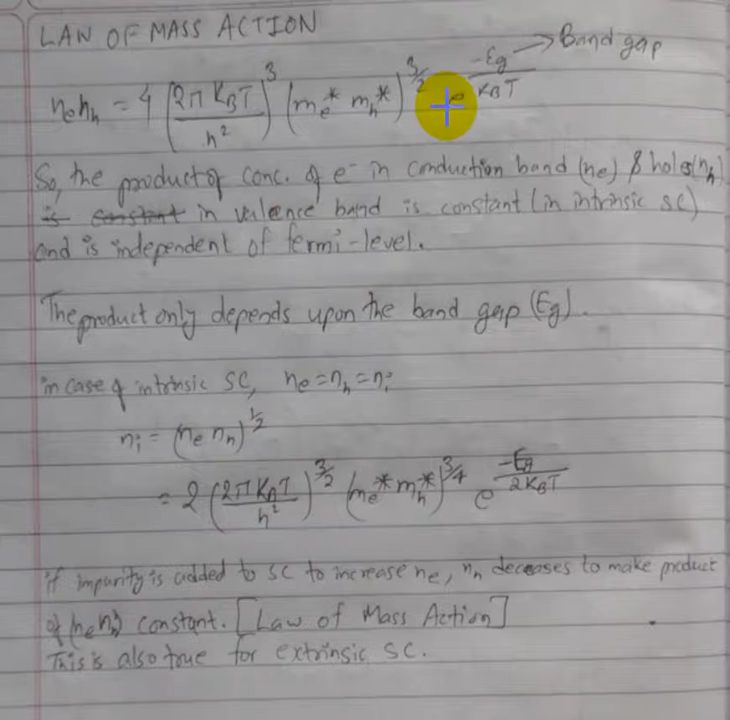 LAW OF MASS ACTION
nₑnₕ = 4 (2π K_BT / h²)³ (mₑ* mₕ*)^3/2 e^(-Eg / K_BT) → Band gap
So, the product of conc. of e⁻ in conduction band (nₑ) & holes(nₕ)
is constant in valence band is constant (in intrinsic sc)
and is independent of fermi-level.
The product only depends upon the band gap (Eg).
in case of intrinsic SC, nₑ = nₕ = nᵢ
nᵢ = (nₑ nₕ)^1/2
= 2 (2π K_BT / h²)^3/2 (mₑ* mₕ*)^3/4 e^(-Eg / 2K_BT)
if impurity is added to SC to increase nₑ, nₕ decreases to make product
of (nₑnₕ) constant. [Law of Mass Action]
This is also true for extrinsic SC.